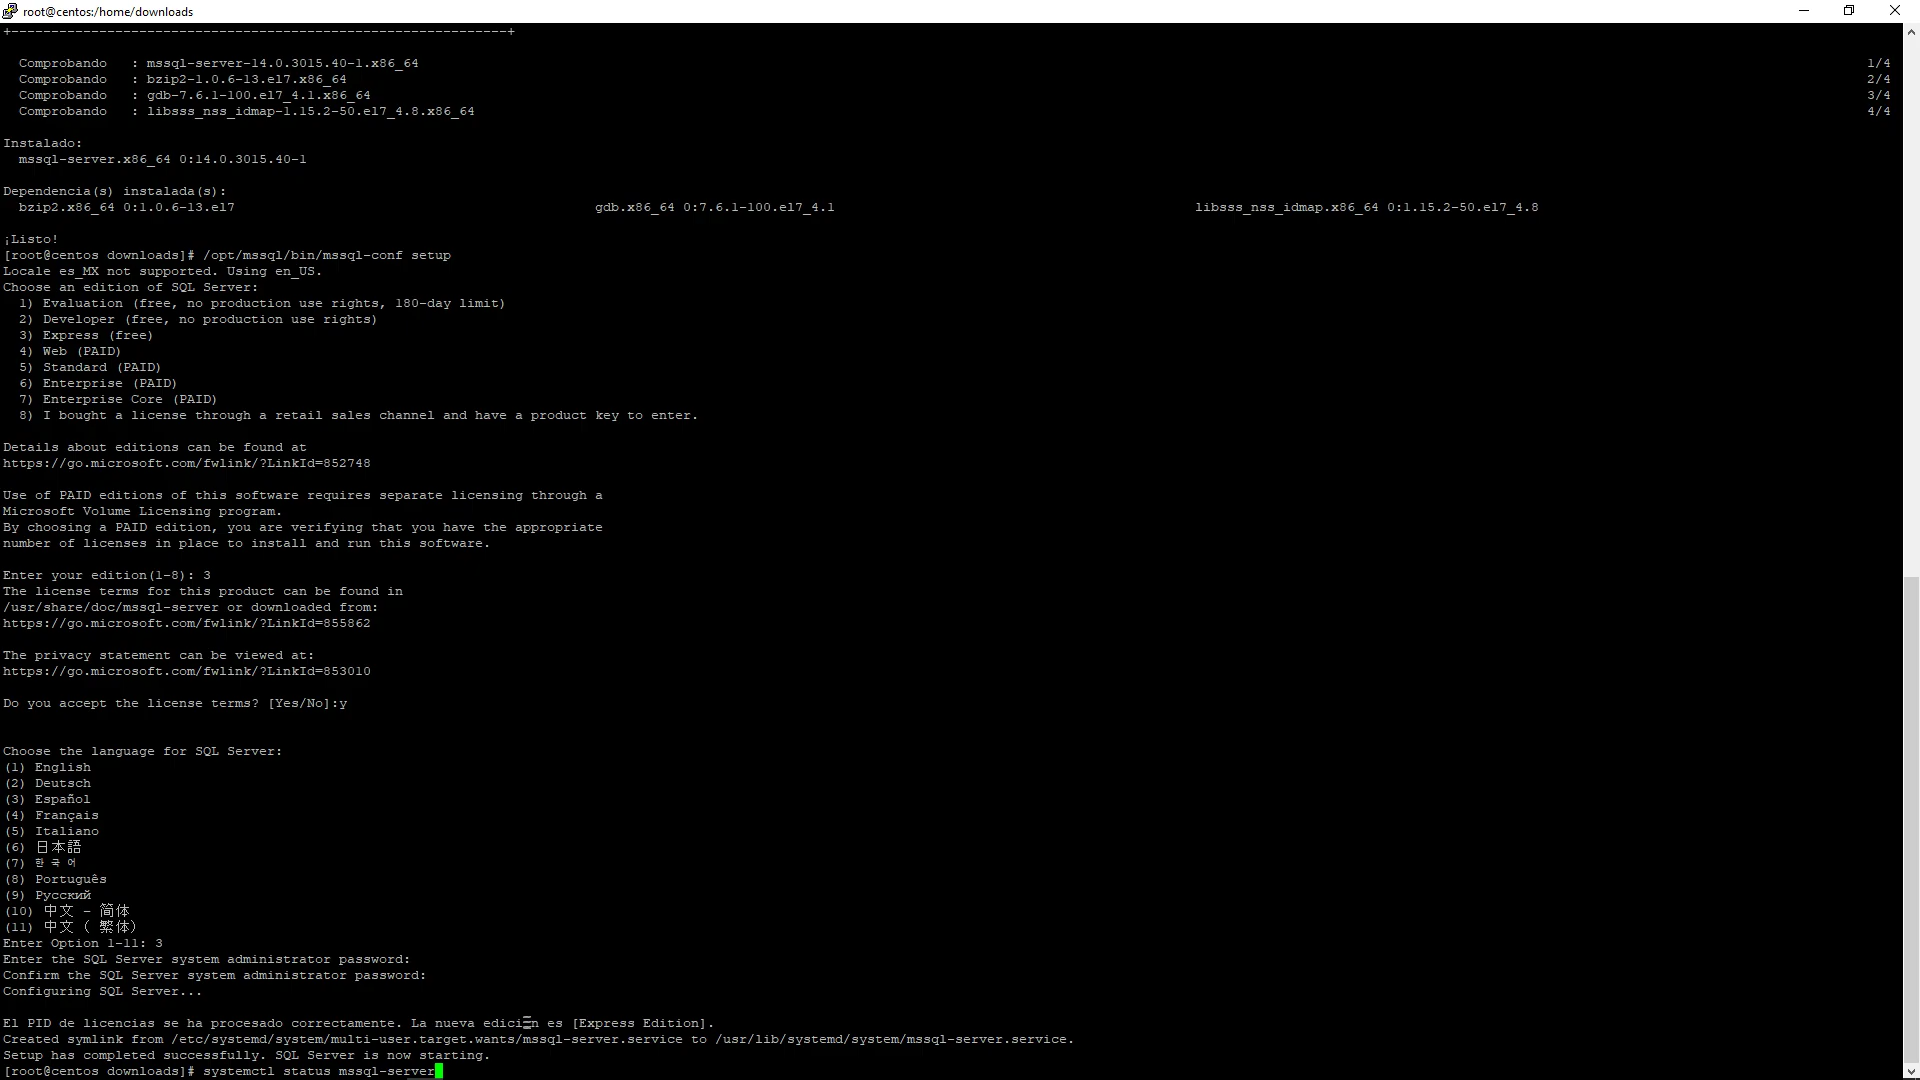 root@centos:/home/downloads
+--------------------------------------------------------------+
Comprobando : mssql-server-14.0.3015.40-1.x86_64 1/4
Comprobando : bzip2-1.0.6-13.el7.x86_64 2/4
Comprobando : gdb-7.6.1-100.el7_4.1.x86_64 3/4
Comprobando : libsss_nss_idmap-1.15.2-50.el7_4.8.x86_64 4/4
Instalado:
mssql-server.x86_64 0:14.0.3015.40-1
Dependencia(s) instalada(s):
bzip2.x86_64 0:1.0.6-13.el7 gdb.x86_64 0:7.6.1-100.el7_4.1 libsss_nss_idmap.x86_64 0:1.15.2-50.el7_4.8
¡Listo!
[root@centos downloads]# /opt/mssql/bin/mssql-conf setup
Locale es_MX not supported. Using en_US.
Choose an edition of SQL Server:
1) Evaluation (free, no production use rights, 180-day limit)
2) Developer (free, no production use rights)
3) Express (free)
4) Web (PAID)
5) Standard (PAID)
6) Enterprise (PAID)
7) Enterprise Core (PAID)
8) I bought a license through a retail sales channel and have a product key to enter.
Details about editions can be found at
https://go.microsoft.com/fwlink/?LinkId=852748
Use of PAID editions of this software requires separate licensing through a
Microsoft Volume Licensing program.
By choosing a PAID edition, you are verifying that you have the appropriate
number of licenses in place to install and run this software.
Enter your edition(1-8): 3
The license terms for this product can be found in
/usr/share/doc/mssql-server or downloaded from:
https://go.microsoft.com/fwlink/?LinkId=855862
The privacy statement can be viewed at:
https://go.microsoft.com/fwlink/?LinkId=853010
Do you accept the license terms? [Yes/No]:y
Choose the language for SQL Server:
(1) English
(2) Deutsch
(3) Español
(4) Français
(5) Italiano
(6) 日本語
(7) 한국어
(8) Português
(9) Русский
(10) 中文 – 简体
(11) 中文 ( 繁体)
Enter Option 1-11: 3
Enter the SQL Server system administrator password:
Confirm the SQL Server system administrator password:
Configuring SQL Server...
El PID de licencias se ha procesado correctamente. La nueva es [Express Edition].
Created symlink from /etc/systemd/system/multi-user.target.wants/mssql-server.service to /usr/lib/systemd/system/mssql-server.service.
Setup has completed successfully. SQL Server is now starting.
[root@centos downloads]# systemctl status mssql-server